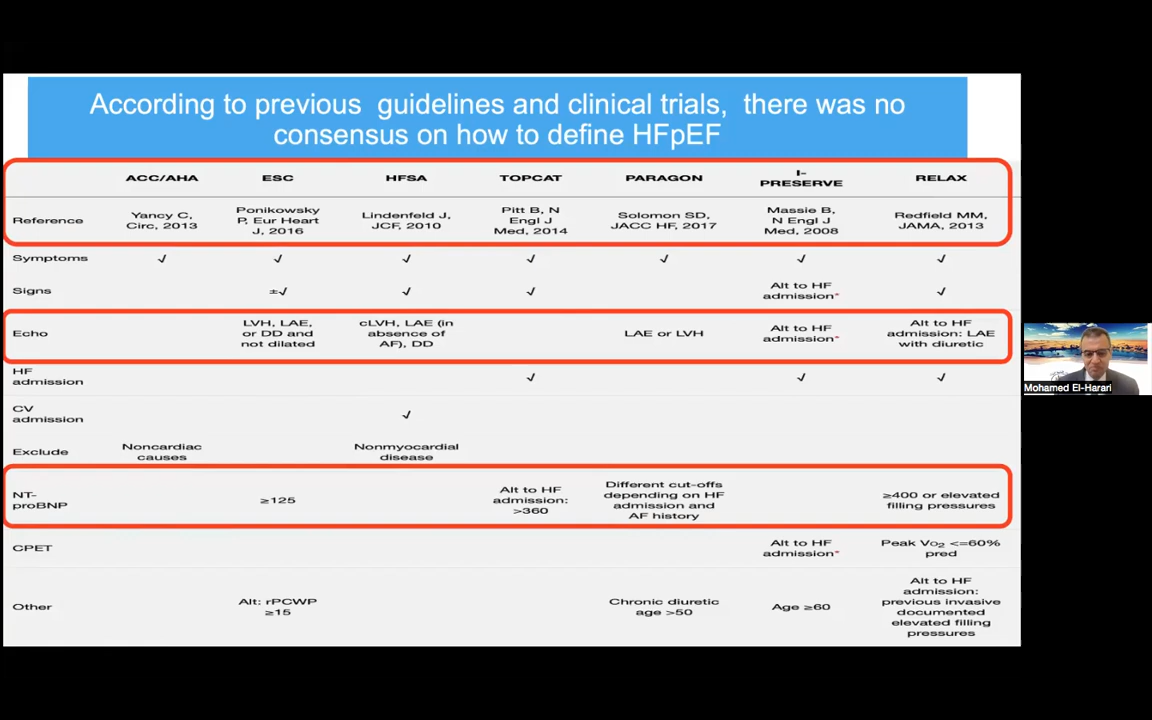 According to previous guidelines and clinical trials, there was no
consensus on how to define HFpEF
ACC/AHA ESC HFSA TOPCAT PARAGON I-PRESERVE RELAX
Reference
Yancy C,
Circ, 2013
Ponikowsky
P, Eur Heart
J, 2016
Lindenfeld J,
JCF, 2010
Pitt B, N
Engl J
Med, 2014
Solomon SD,
JACC HF, 2017
Massie B,
N Engl J
Med, 2008
Redfield MM,
JAMA, 2013
Symptoms ✓ ✓ ✓ ✓ ✓ ✓ ✓
Signs ±✓ ✓ ✓
Alt to HF
admission*
✓
Echo
LVH, LAE,
or DD and
not dilated
cLVH, LAE (in
absence of
AF), DD
LAE or LVH
Alt to HF
admission*
Alt to HF
admission: LAE
with diuretic
HF
admission
✓ ✓ ✓
CV
admission
✓
Exclude
Noncardiac
causes
Nonmyocardial
disease
NT-
proBNP
≥125
Alt to HF
admission:
>360
Different cut-offs
depending on HF
admission and
AF history
≥400 or elevated
filling pressures
CPET
Alt to HF
admission*
Peak VO2 <=60%
pred
Other
Alt: rPCWP
≥15
Chronic diuretic
age >50
Age ≥60
Alt to HF
admission:
previous invasive
documented
elevated filling
pressures
Mohamed El-Harari